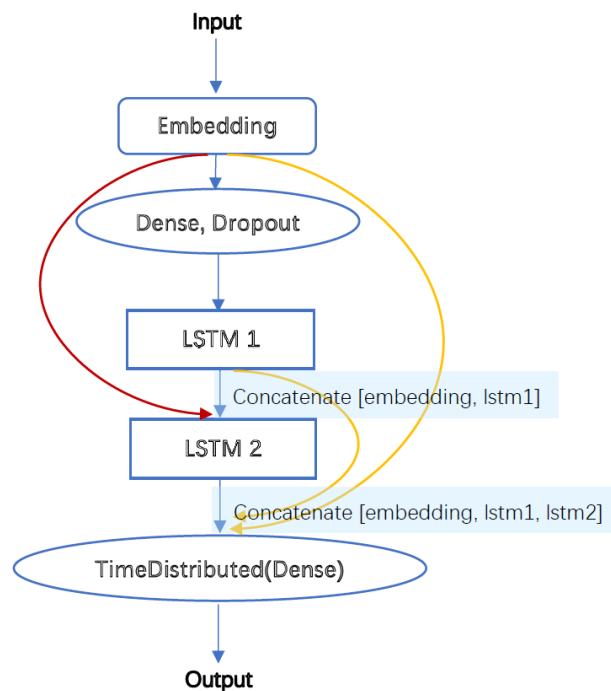 Input
Embedding
Dense, Dropout
LSTM 1
Concatenate [embedding, lstm1]
LSTM 2
Concatenate [embedding, lstm1, lstm2]
TimeDistributed(Dense)
Output